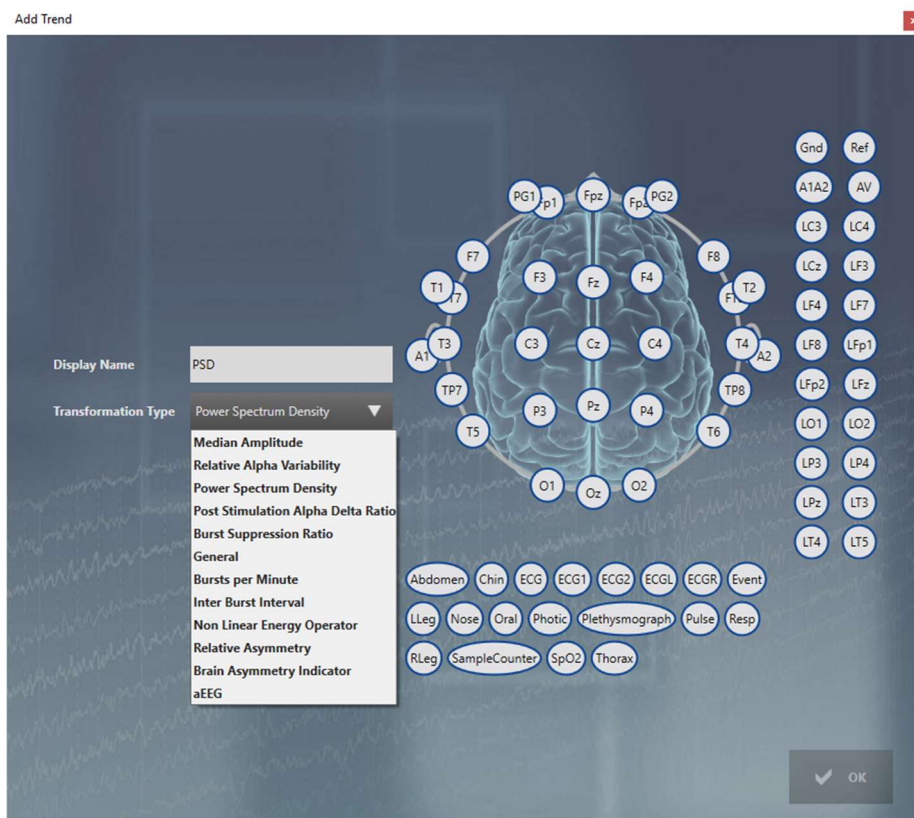 Add Trend
Gnd Ref
PG1 Fp1 Fpz PG2
A1A2 AV
LC3 LC4
F7 F8
LCz LF3
F3 Fz F4
T1 T7 T2
LF4 LF7
T3 C3 Cz C4 T4
A1 A2
LF8 LFp1
Display Name PSD
TP7 TP8
LFp2 LFz
Transformation Type Power Spectrum Density
P3 Pz P4
LO1 LO2
T5 T6
Median Amplitude
Relative Alpha Variability
LP3 LP4
Power Spectrum Density
O1 Oz O2
LPz LT3
Post Stimulation Alpha Delta Ratio
Burst Suppression Ratio
LT4 LT5
General
Bursts per Minute
Abdomen Chin ECG ECG1 ECG2 ECGL ECGR Event
Inter Burst Interval
Non Linear Energy Operator
LLeg Nose Oral Photic Plethysmograph Pulse Resp
Relative Asymmetry
RLeg SampleCounter SpO2 Thorax
Brain Asymmetry Indicator
aEEG
OK